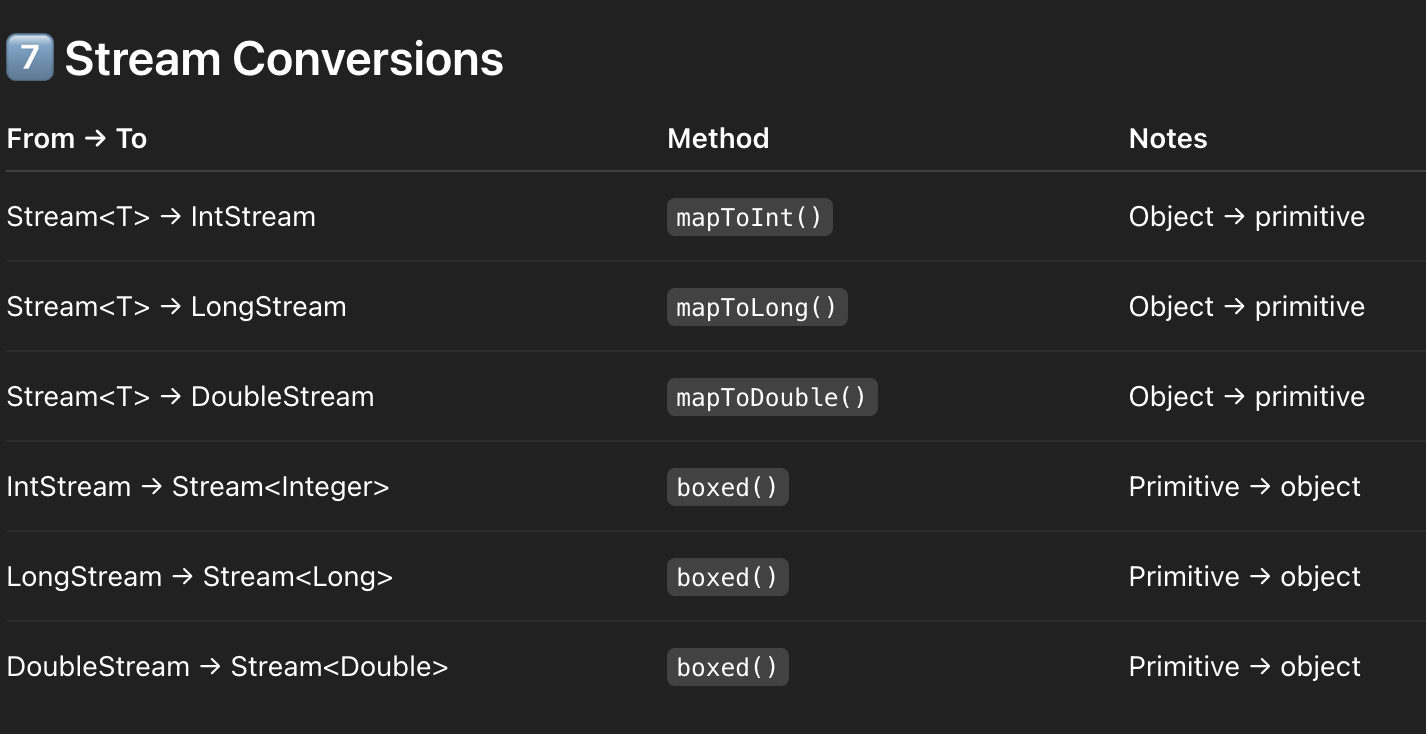 7️⃣ Stream Conversions
From → To Method Notes
Stream<T> → IntStream mapToInt() Object → primitive
Stream<T> → LongStream mapToLong() Object → primitive
Stream<T> → DoubleStream mapToDouble() Object → primitive
IntStream → Stream<Integer> boxed() Primitive → object
LongStream → Stream<Long> boxed() Primitive → object
DoubleStream → Stream<Double> boxed() Primitive → object